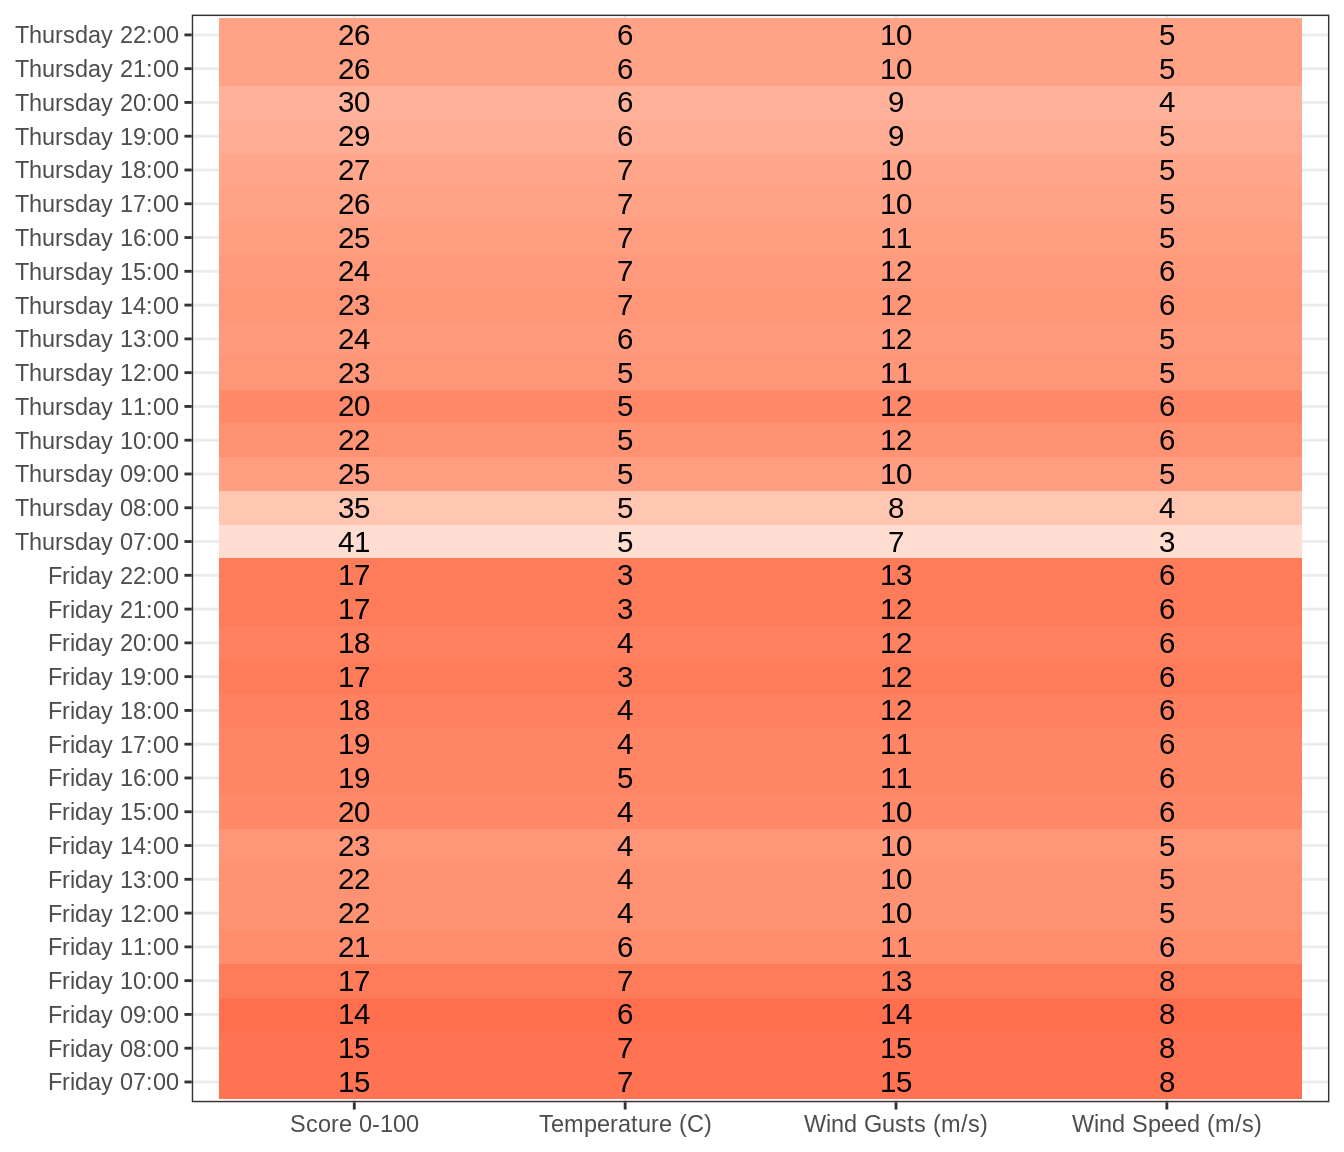 Thursday 22:00 26 6 10 5
Thursday 21:00 26 6 10 5
Thursday 20:00 30 6 9 4
Thursday 19:00 29 6 9 5
Thursday 18:00 27 7 10 5
Thursday 17:00 26 7 10 5
Thursday 16:00 25 7 11 5
Thursday 15:00 24 7 12 6
Thursday 14:00 23 7 12 6
Thursday 13:00 24 6 12 5
Thursday 12:00 23 5 11 5
Thursday 11:00 20 5 12 6
Thursday 10:00 22 5 12 6
Thursday 09:00 25 5 10 5
Thursday 08:00 35 5 8 4
Thursday 07:00 41 5 7 3
Friday 22:00 17 3 13 6
Friday 21:00 17 3 12 6
Friday 20:00 18 4 12 6
Friday 19:00 17 3 12 6
Friday 18:00 18 4 12 6
Friday 17:00 19 4 11 6
Friday 16:00 19 5 11 6
Friday 15:00 20 4 10 6
Friday 14:00 23 4 10 5
Friday 13:00 22 4 10 5
Friday 12:00 22 4 10 5
Friday 11:00 21 6 11 6
Friday 10:00 17 7 13 8
Friday 09:00 14 6 14 8
Friday 08:00 15 7 15 8
Friday 07:00 15 7 15 8
Score 0-100 Temperature (C) Wind Gusts (m/s) Wind Speed (m/s)